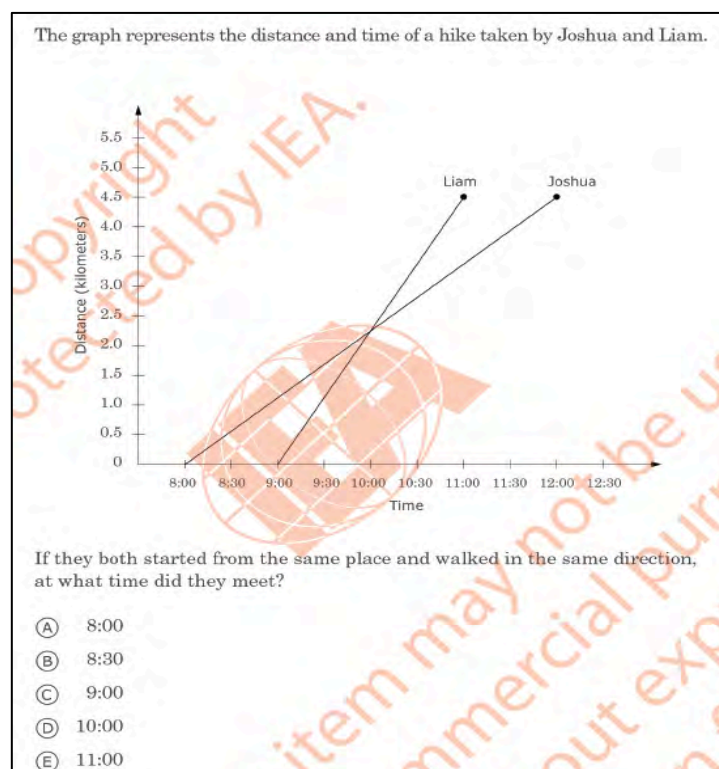 The graph represents the distance and time of a hike taken by Joshua and Liam.
5.5
5.0
4.5
4.0
3.5
3.0
2.5
2.0
1.5
1.0
0.5
0
Distance (kilometers)
Liam
Joshua
8:00 8:30 9:00 9:30 10:00 10:30 11:00 11:30 12:00 12:30
Time
If they both started from the same place and walked in the same direction,
at what time did they meet?
A 8:00
B 8:30
C 9:00
D 10:00
E 11:00
opyright
otected by IEA.
IEA
item may not be u
mmercial pur
out exp